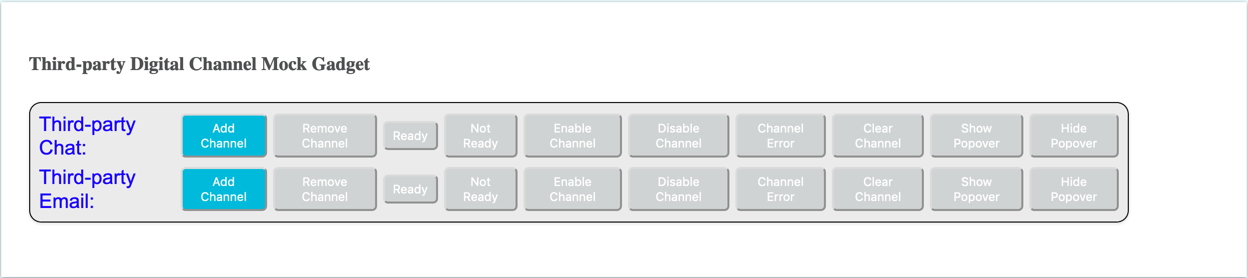 Third-party Digital Channel Mock Gadget
Third-party
Chat:
Add
Channel
Remove
Channel
Ready
Not
Ready
Enable
Channel
Disable
Channel
Channel
Error
Clear
Channel
Show
Popover
Hide
Popover
Third-party
Email:
Add
Channel
Remove
Channel
Ready
Not
Ready
Enable
Channel
Disable
Channel
Channel
Error
Clear
Channel
Show
Popover
Hide
Popover